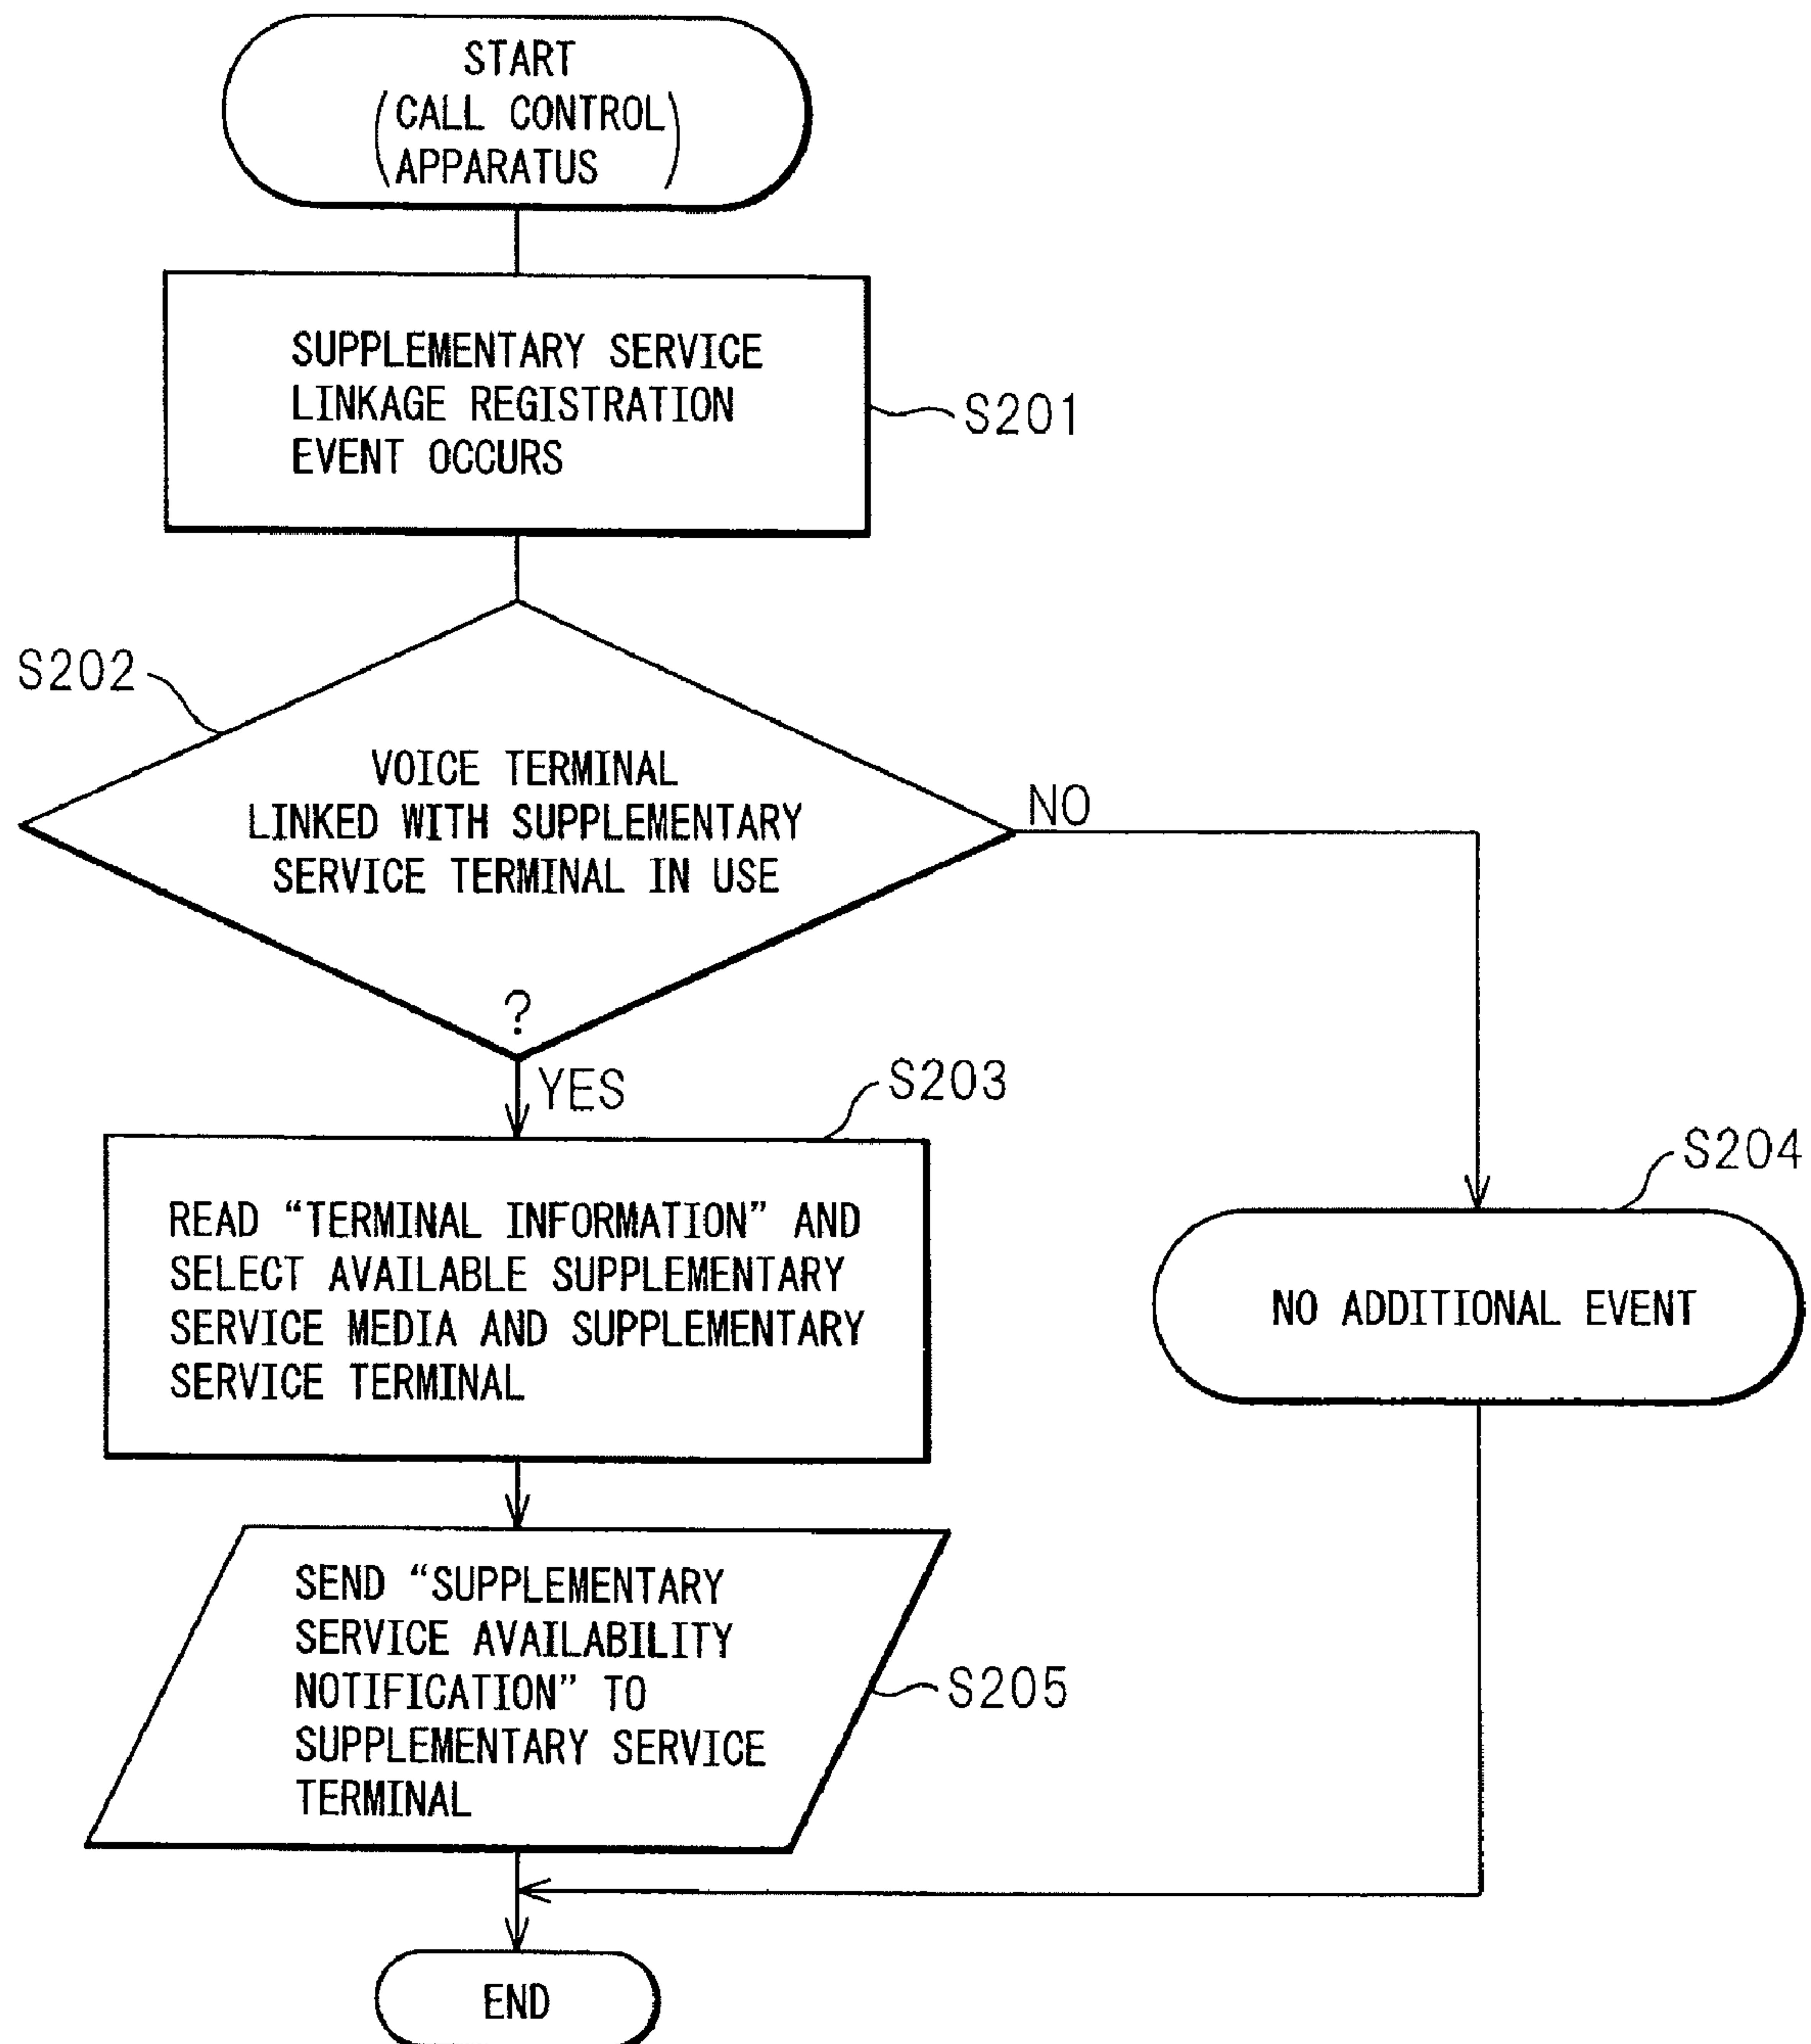 START
(CALL CONTROL
APPARATUS)
SUPPLEMENTARY SERVICE
LINKAGE REGISTRATION
EVENT OCCURS
S201
S202
VOICE TERMINAL
LINKED WITH SUPPLEMENTARY
SERVICE TERMINAL IN USE
?
NO
YES
S203
READ “TERMINAL INFORMATION” AND
SELECT AVAILABLE SUPPLEMENTARY
SERVICE MEDIA AND SUPPLEMENTARY
SERVICE TERMINAL
S204
NO ADDITIONAL EVENT
SEND “SUPPLEMENTARY
SERVICE AVAILABILITY
NOTIFICATION” TO
SUPPLEMENTARY SERVICE
TERMINAL
S205
END